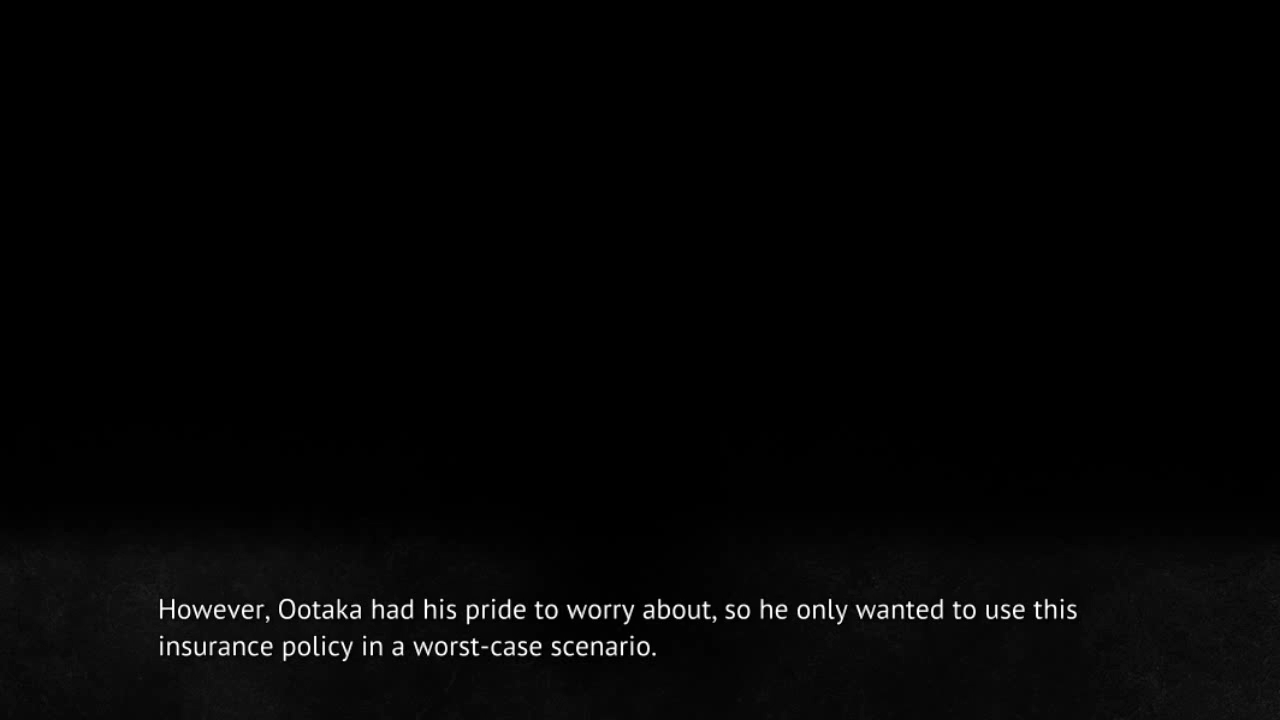 However, Ootaka had his pride to worry about, so he only wanted to use this
insurance policy in a worst-case scenario.